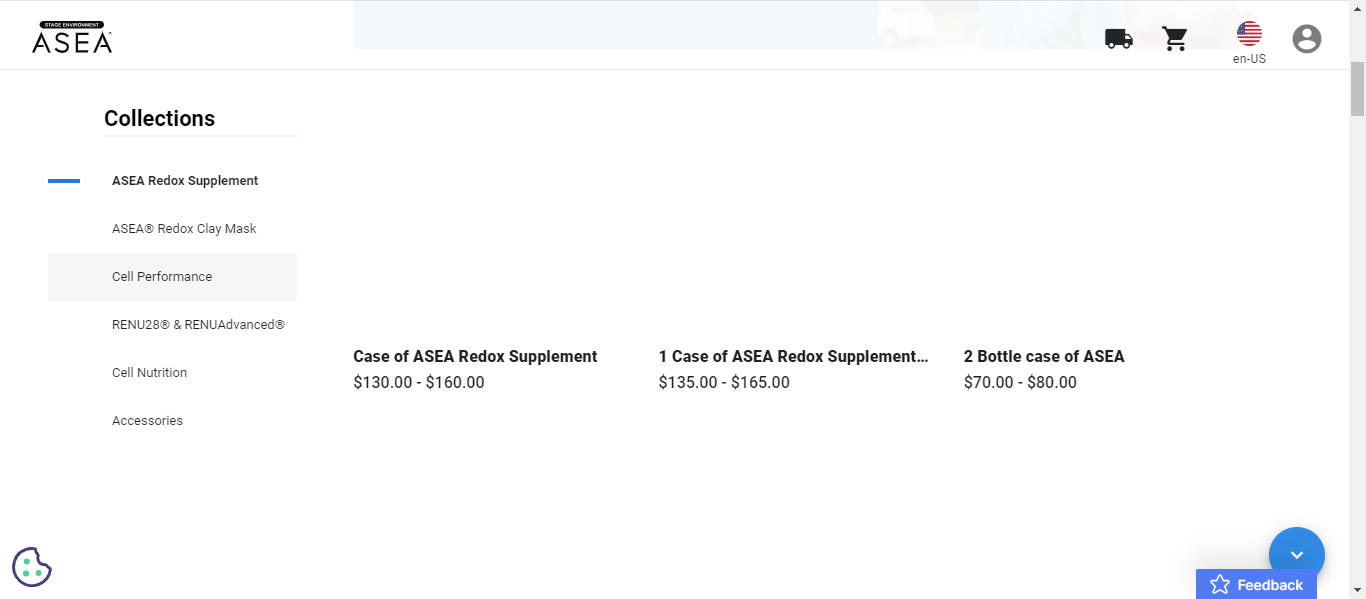 STAGE ENVIRONMENT
ASEA
en-US
Collections
ASEA Redox Supplement
ASEA® Redox Clay Mask
Cell Performance
RENU28® & RENUAdvanced®
Cell Nutrition
Accessories
Case of ASEA Redox Supplement
$130.00 - $160.00
1 Case of ASEA Redox Supplement...
$135.00 - $165.00
2 Bottle case of ASEA
$70.00 - $80.00
Feedback